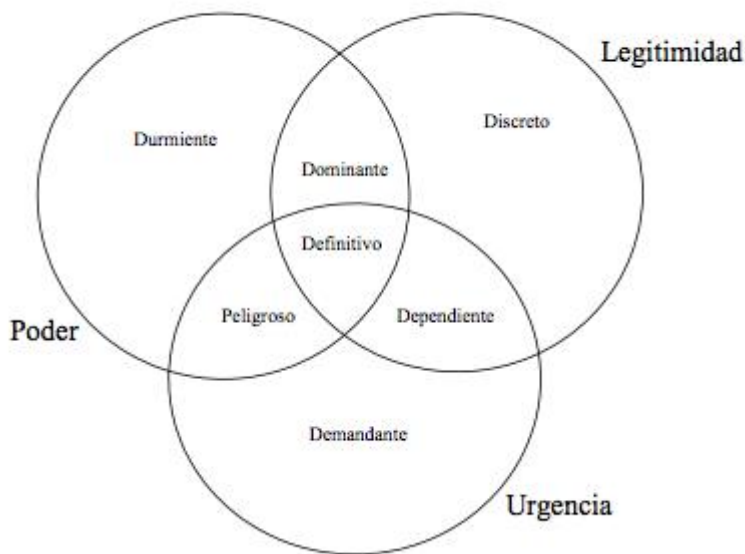 Legitimidad
Discreto
Durmiente
Dominante
Definitivo
Peligroso
Dependiente
Poder
Demandante
Urgencia